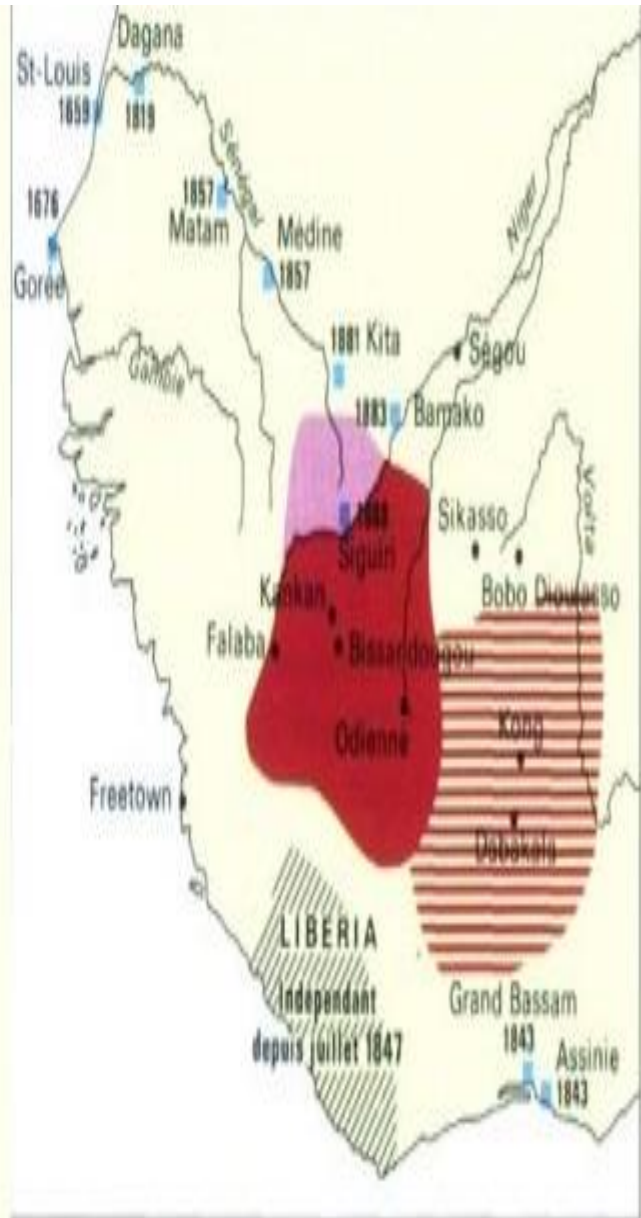 Dagana
St-Louis
1659
1819
Sénégal
1857
Matam
1676
Gorée
Médine
1857
Niger
Gambie
1881 Kita
Ségou
1883 Bamako
Volta
Siguiri
Sikasso
Bobo Dioulasso
Kankan
Falaba
Bissandougou
Odienné
Kong
Dabakala
Freetown
LIBERIA
Indépendant
depuis juillet 1847
Grand Bassam
1843
Assinie
1843